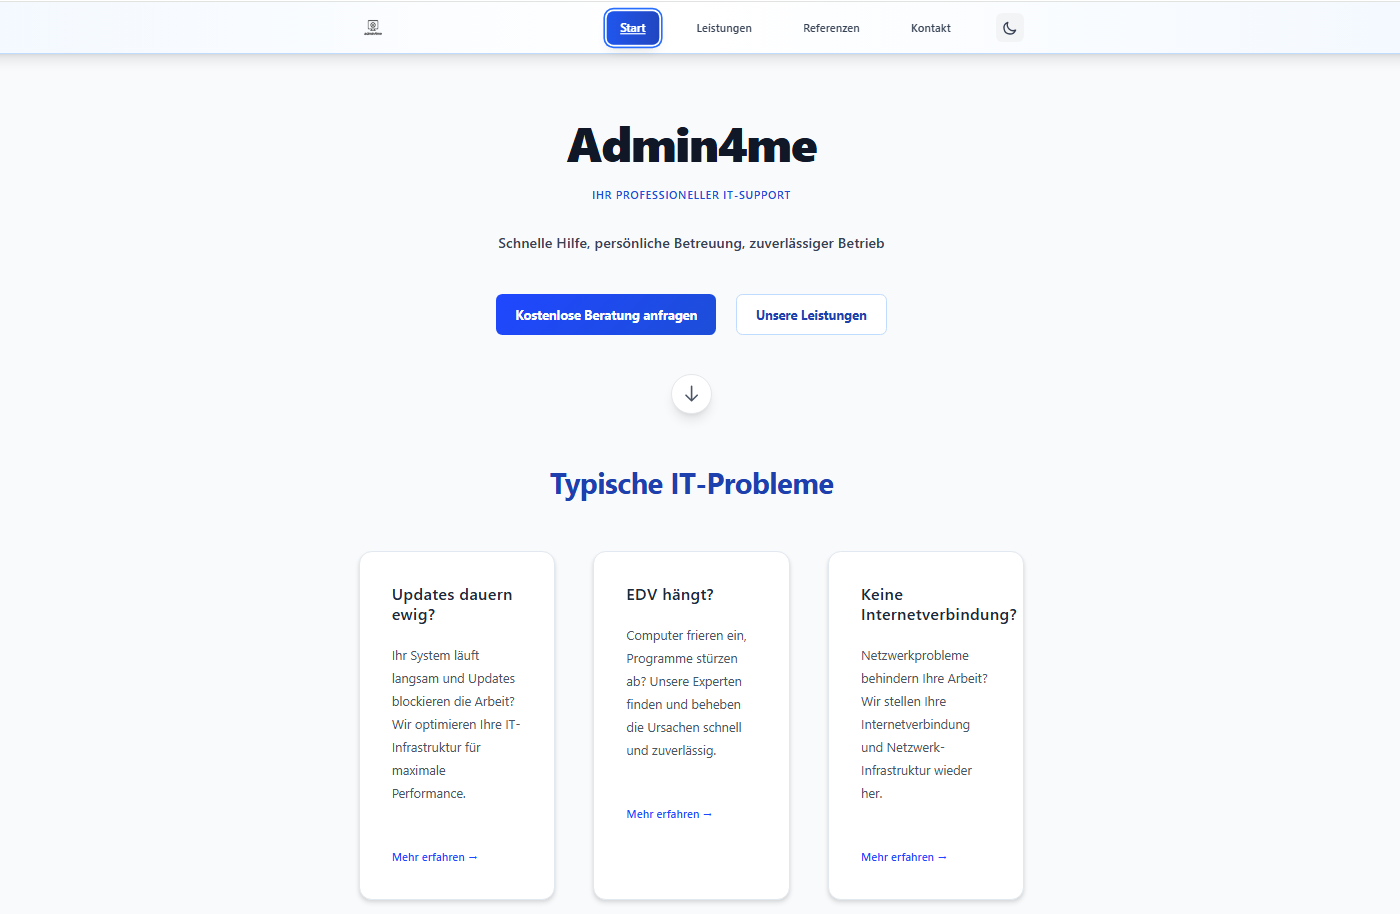 admin4me
Start
Leistungen
Referenzen
Kontakt
Admin4me
IHR PROFESSIONELLER IT-SUPPORT
Schnelle Hilfe, persönliche Betreuung, zuverlässiger Betrieb
Kostenlose Beratung anfragen
Unsere Leistungen
Typische IT-Probleme
Updates dauern
ewig?
Ihr System läuft
langsam und Updates
blockieren die Arbeit?
Wir optimieren Ihre IT-
Infrastruktur für
maximale
Performance.
Mehr erfahren →
EDV hängt?
Computer frieren ein,
Programme stürzen
ab? Unsere Experten
finden und beheben
die Ursachen schnell
und zuverlässig.
Mehr erfahren →
Keine
Internetverbindung?
Netzwerkprobleme
behindern Ihre Arbeit?
Wir stellen Ihre
Internetverbindung
und Netzwerk-
Infrastruktur wieder
her.
Mehr erfahren →